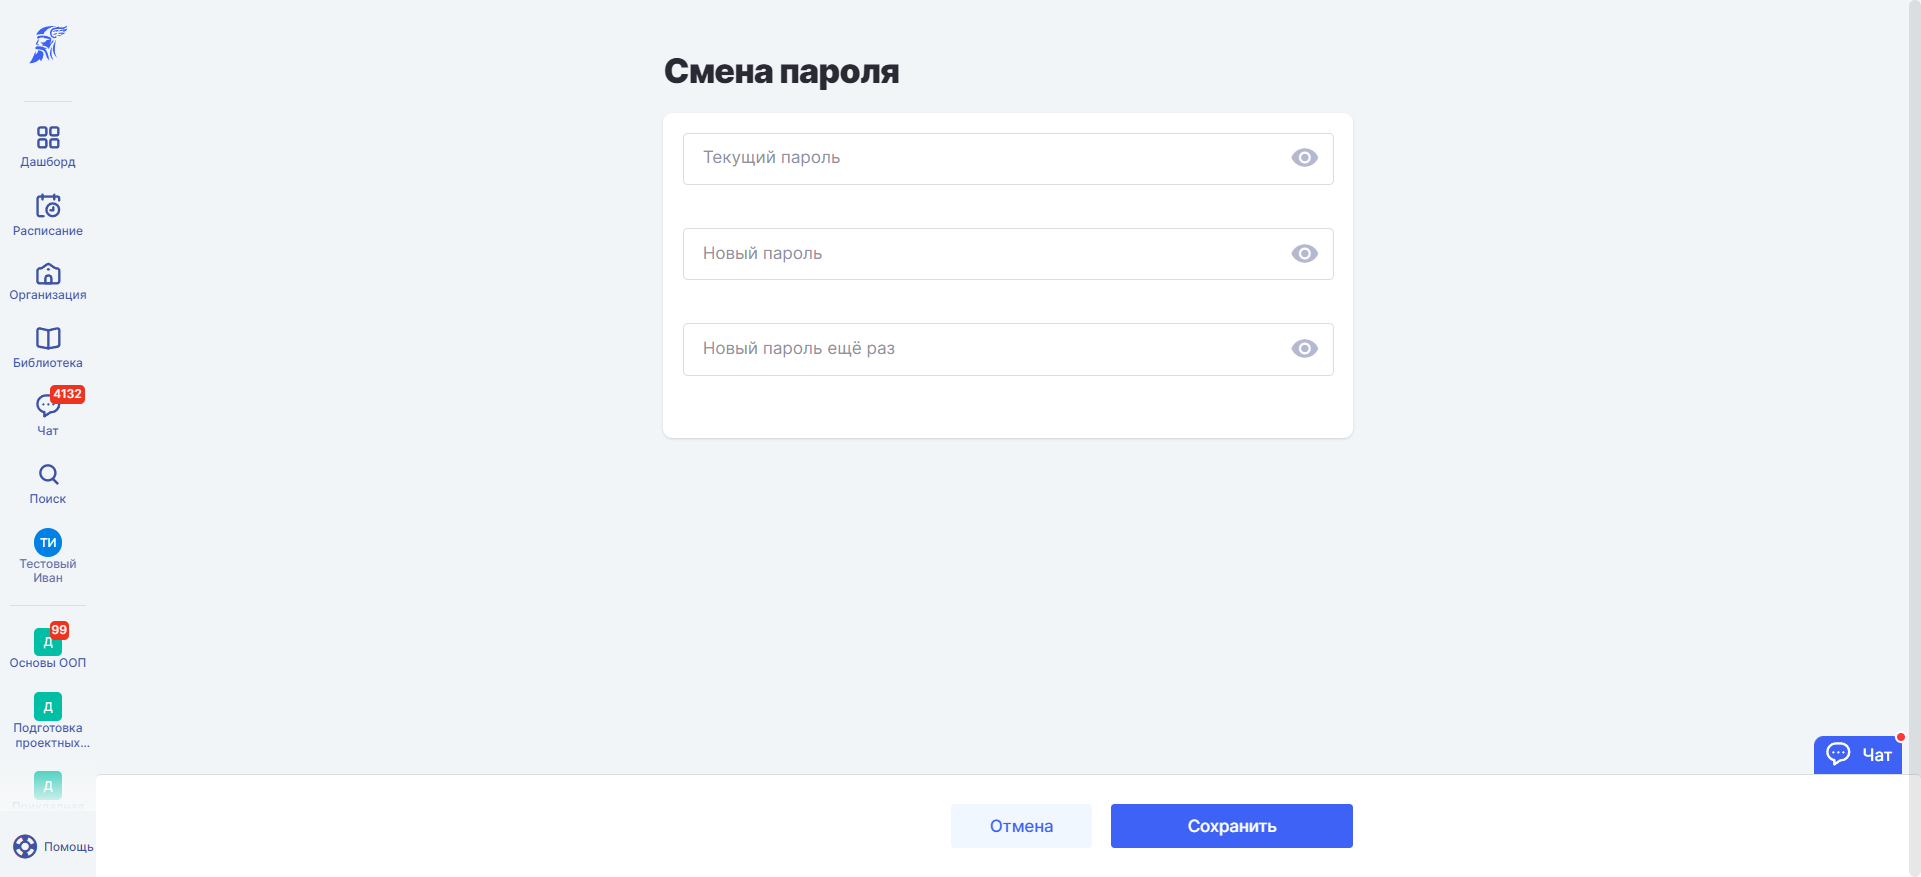 Смена пароля
Текущий пароль
Новый пароль
Новый пароль ещё раз
Дашборд
Расписание
Организация
Библиотека
4132
Чат
Поиск
ТИ
Тестовый
Иван
99
Д
Основы ООП
Д
Подготовка
проектных...
Д
Помощь
Чат
Отмена
Сохранить